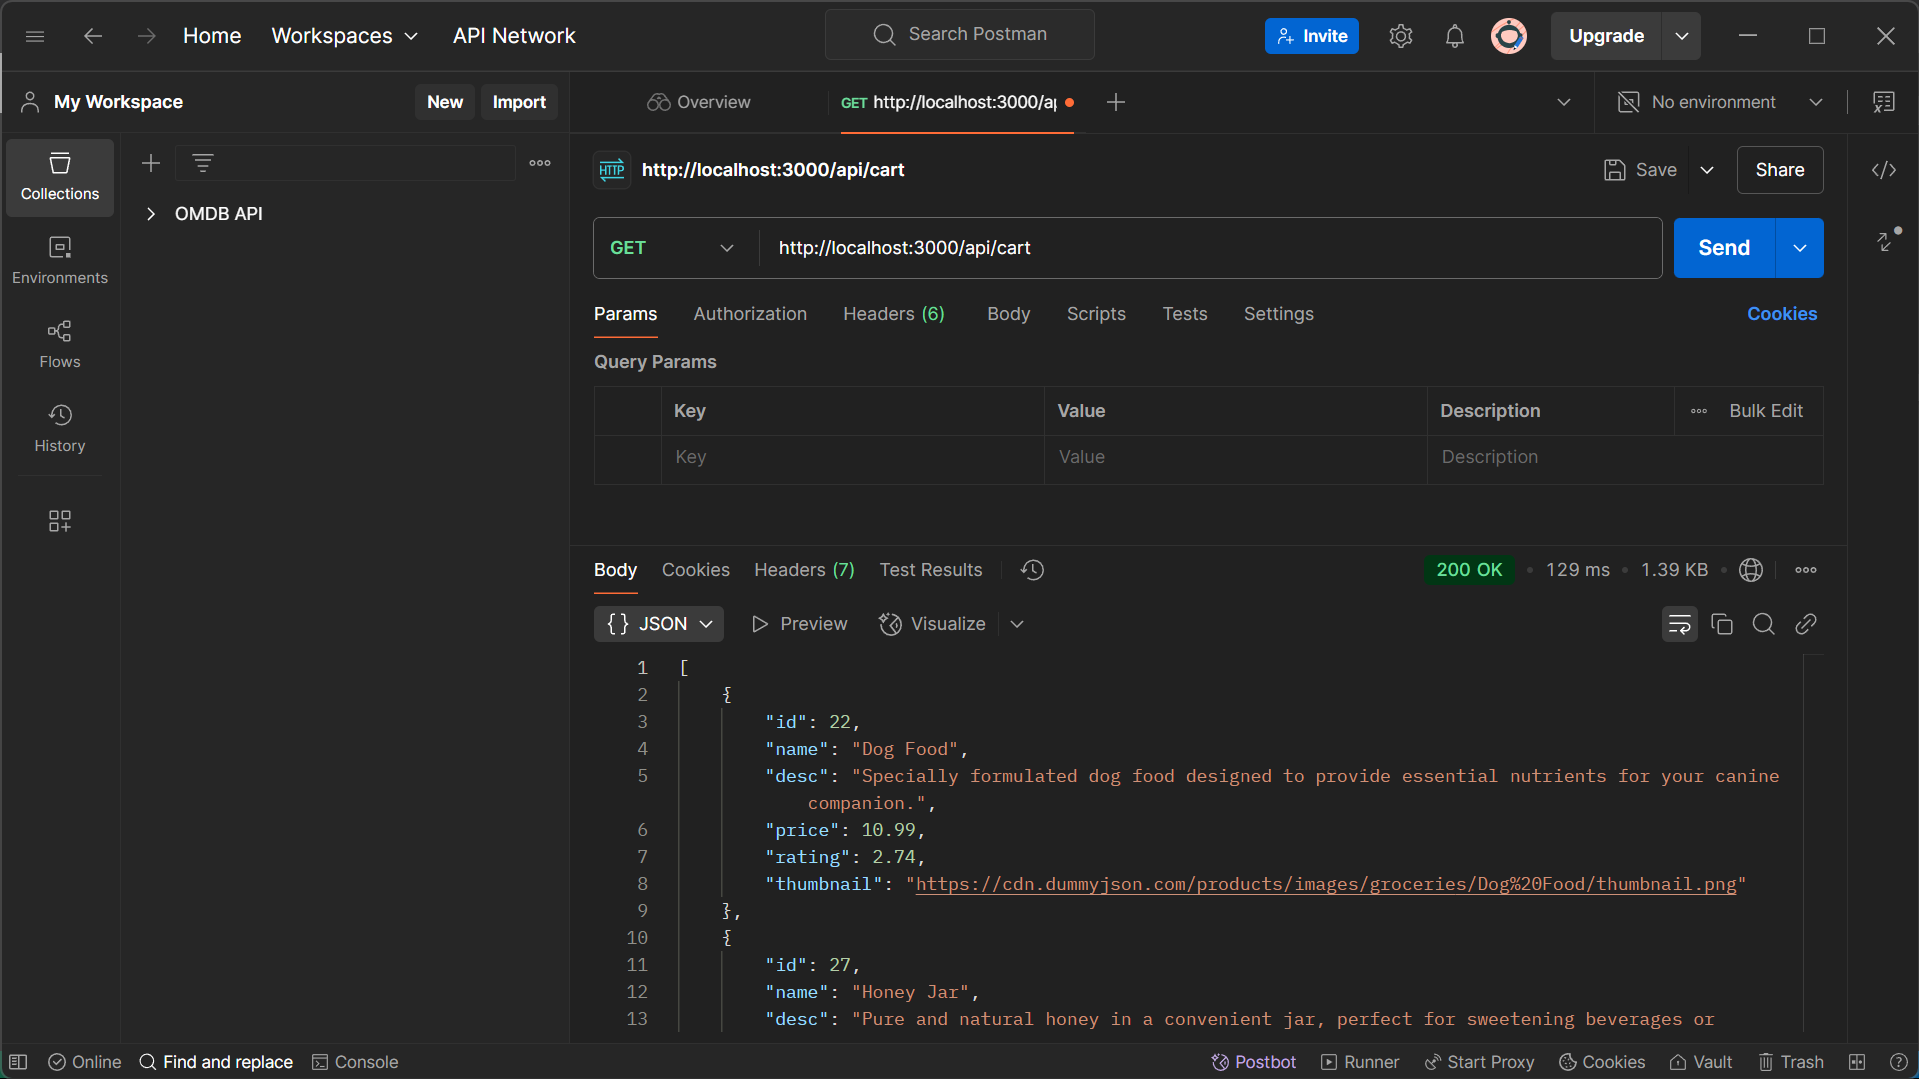 Home
Workspaces
API Network
Search Postman
Invite
Upgrade
My Workspace
New
Import
Overview
GET http://localhost:3000/a
No environment
Collections
OMDB API
HTTP
http://localhost:3000/api/cart
Save
Share
GET
http://localhost:3000/api/cart
Send
Environments
Params
Authorization
Headers (6)
Body
Scripts
Tests
Settings
Cookies
Flows
Query Params
Key
Value
Description
Bulk Edit
History
Key
Value
Description
Body
Cookies
Headers (7)
Test Results
200 OK
129 ms
1.39 KB
{} JSON
Preview
Visualize
1 [
2 {
3 "id": 22,
4 "name": "Dog Food",
5 "desc": "Specially formulated dog food designed to provide essential nutrients for your canine
companion.",
6 "price": 10.99,
7 "rating": 2.74,
8 "thumbnail": "https://cdn.dummyjson.com/products/images/groceries/Dog%20Food/thumbnail.png"
9 },
10 {
11 "id": 27,
12 "name": "Honey Jar",
13 "desc": "Pure and natural honey in a convenient jar, perfect for sweetening beverages or
Online
Find and replace
Console
Postbot
Runner
Start Proxy
Cookies
Vault
Trash